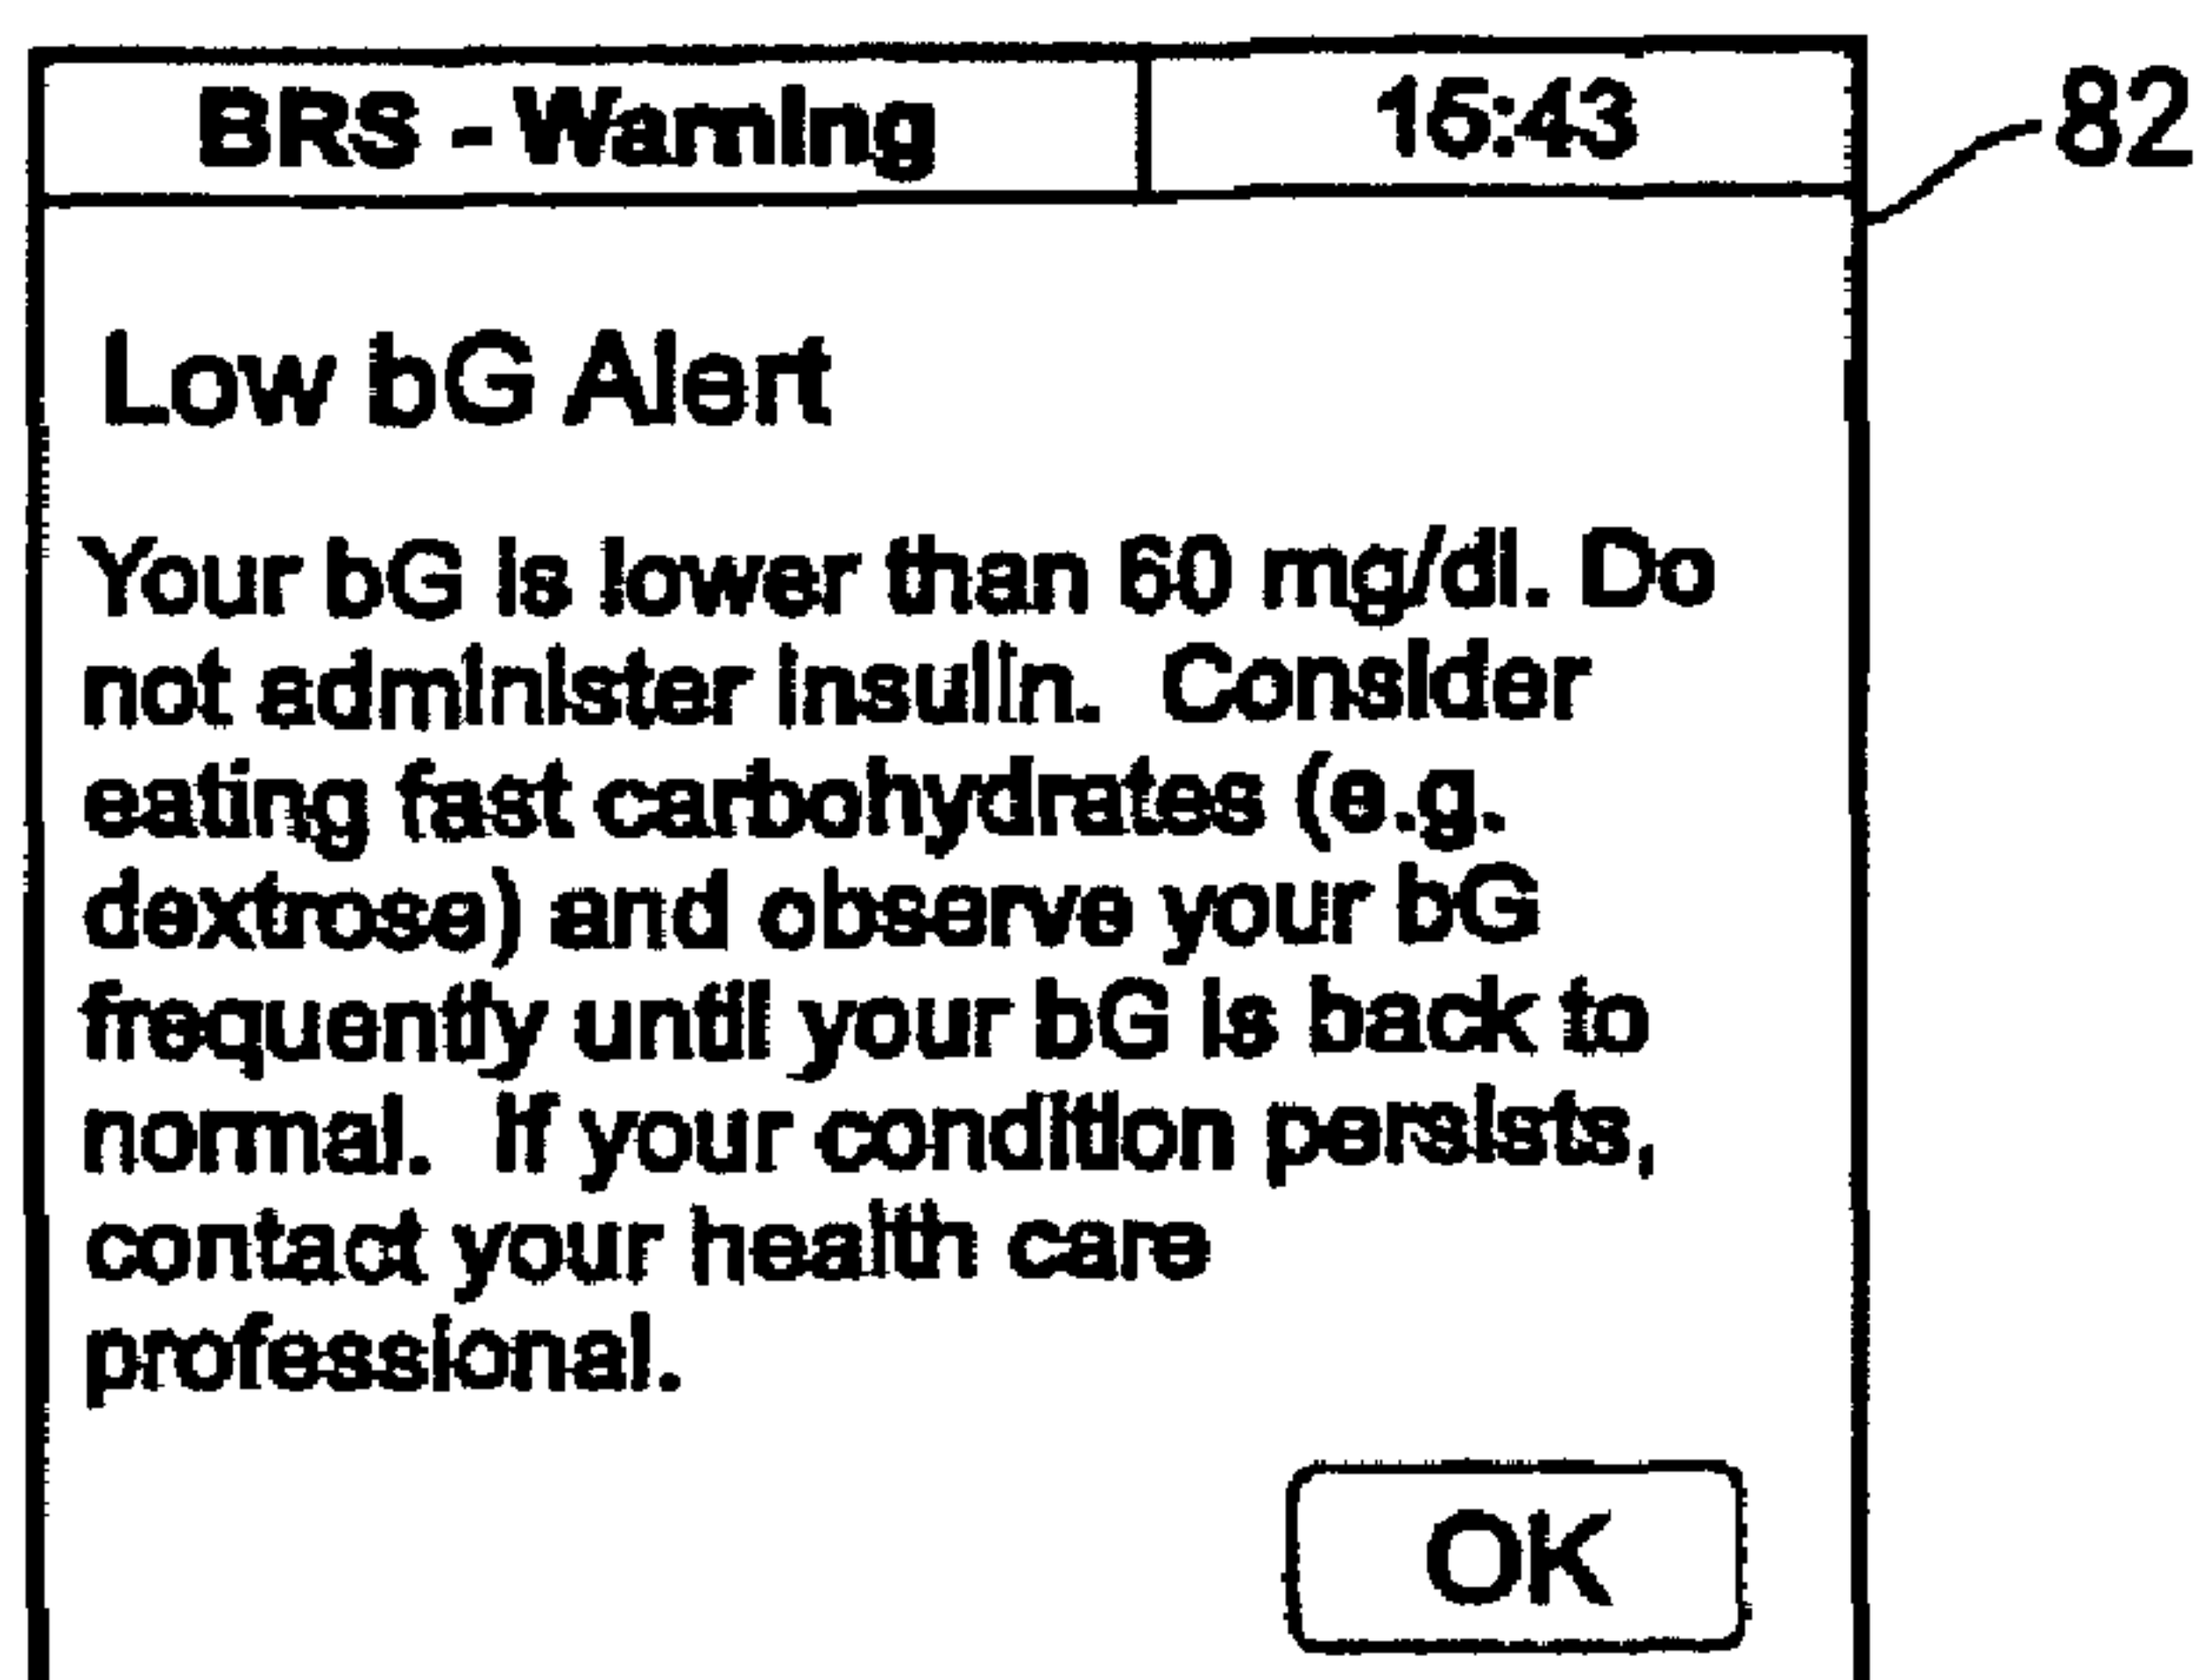 BRS - Warning 15:43 82
Low bG Alert
Your bG is lower than 60 mg/dl. Do
not administer insulin. Consider
eating fast carbohydrates (e.g.
dextrose) and observe your bG
frequently until your bG is back to
normal. If your condition persists,
contact your health care
professional.
OK